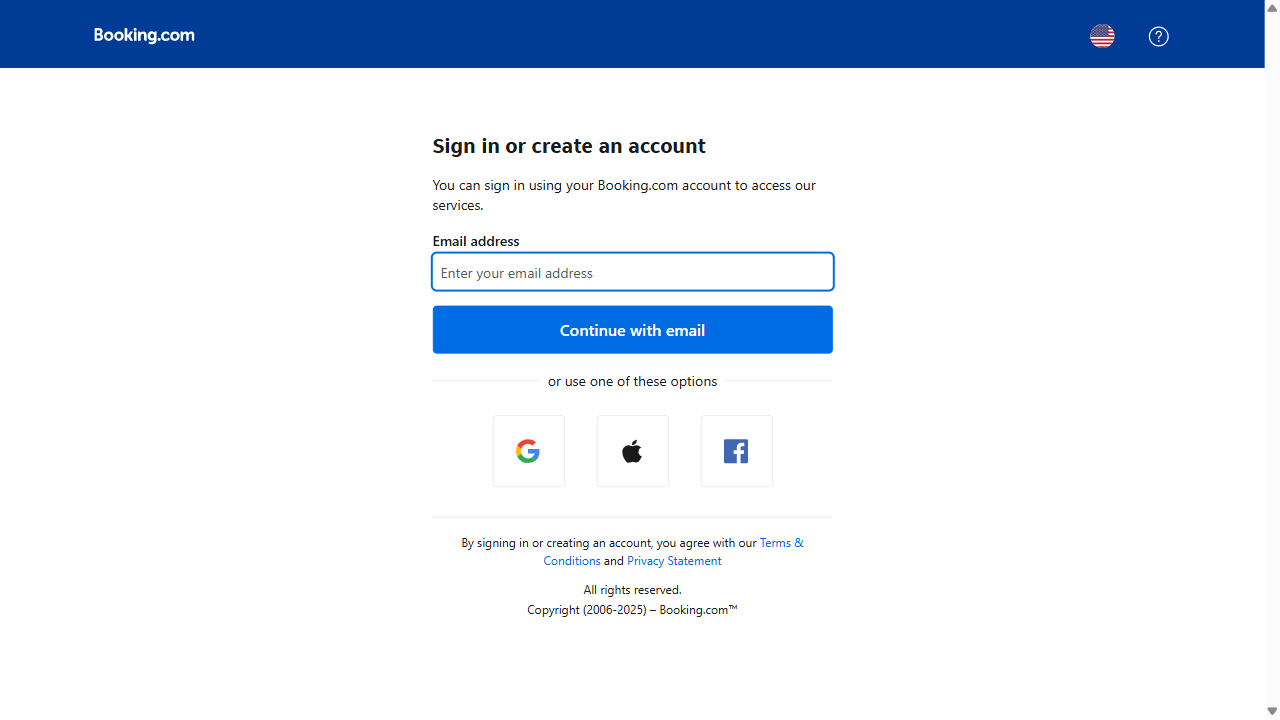 Booking.com
Sign in or create an account
You can sign in using your Booking.com account to access our
services.
Email address
Enter your email address
Continue with email
or use one of these options
By signing in or creating an account, you agree with our Terms &
Conditions and Privacy Statement
All rights reserved.
Copyright (2006-2025) – Booking.com™